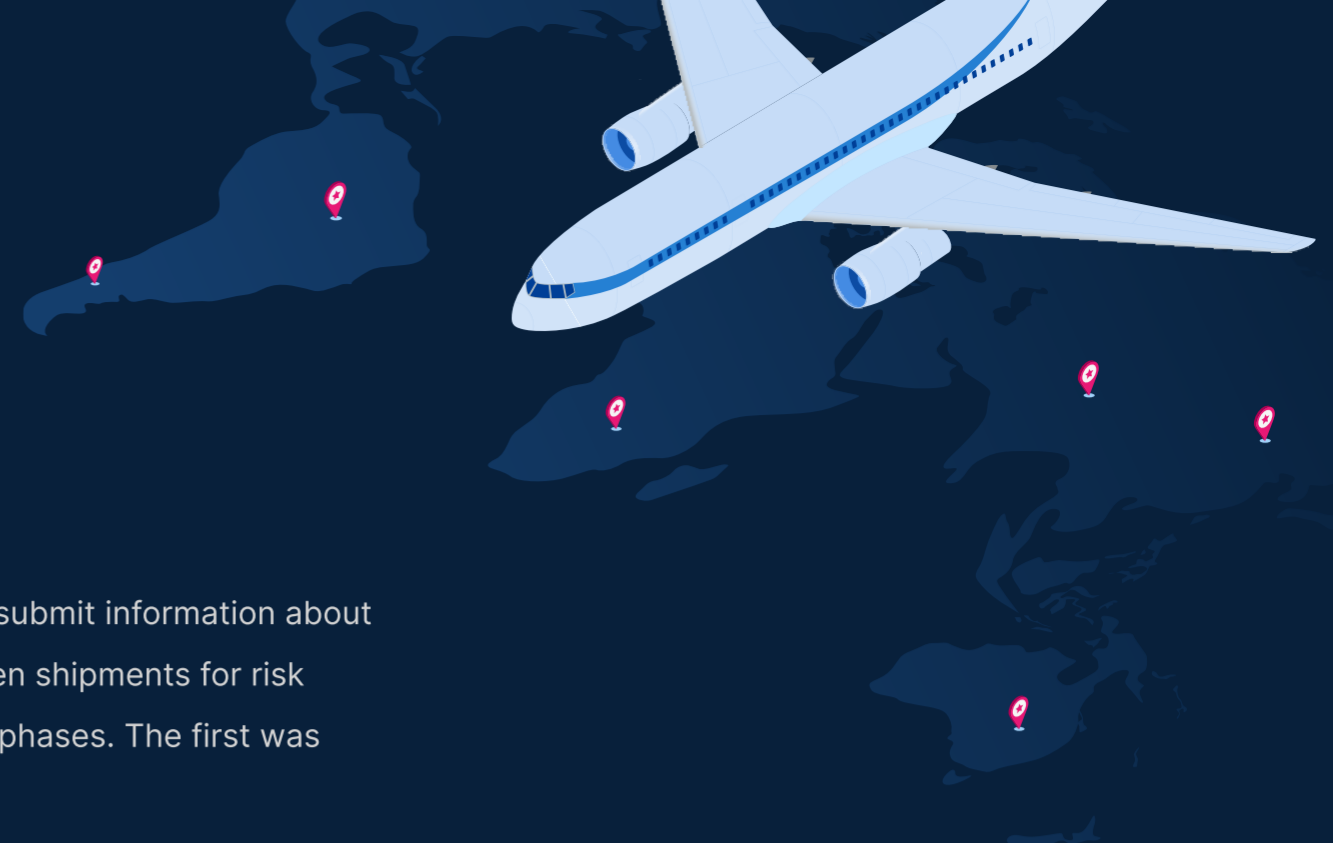 submit information about
en shipments for risk
phases. The first was